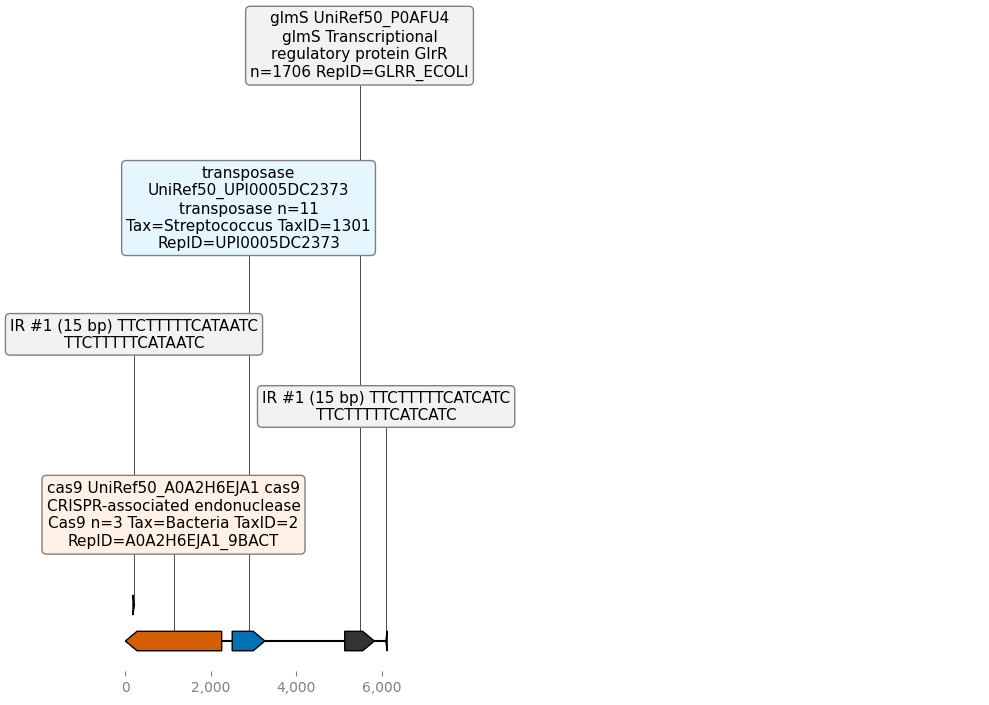 glmS UniRef50_P0AFU4
glmS Transcriptional
regulatory protein GlrR
n=1706 RepID=GLRR_ECOLI
transposase
UniRef50_UPI0005DC2373
transposase n=11
Tax=Streptococcus TaxID=1301
RepID=UPI0005DC2373
IR #1 (15 bp) TTCTTTTTCATAATC
TTCTTTTTCATAATC
IR #1 (15 bp) TTCTTTTTCATCATC
TTCTTTTTCATCATC
cas9 UniRef50_A0A2H6EJA1 cas9
CRISPR-associated endonuclease
Cas9 n=3 Tax=Bacteria TaxID=2
RepID=A0A2H6EJA1_9BACT
0 2,000 4,000 6,000